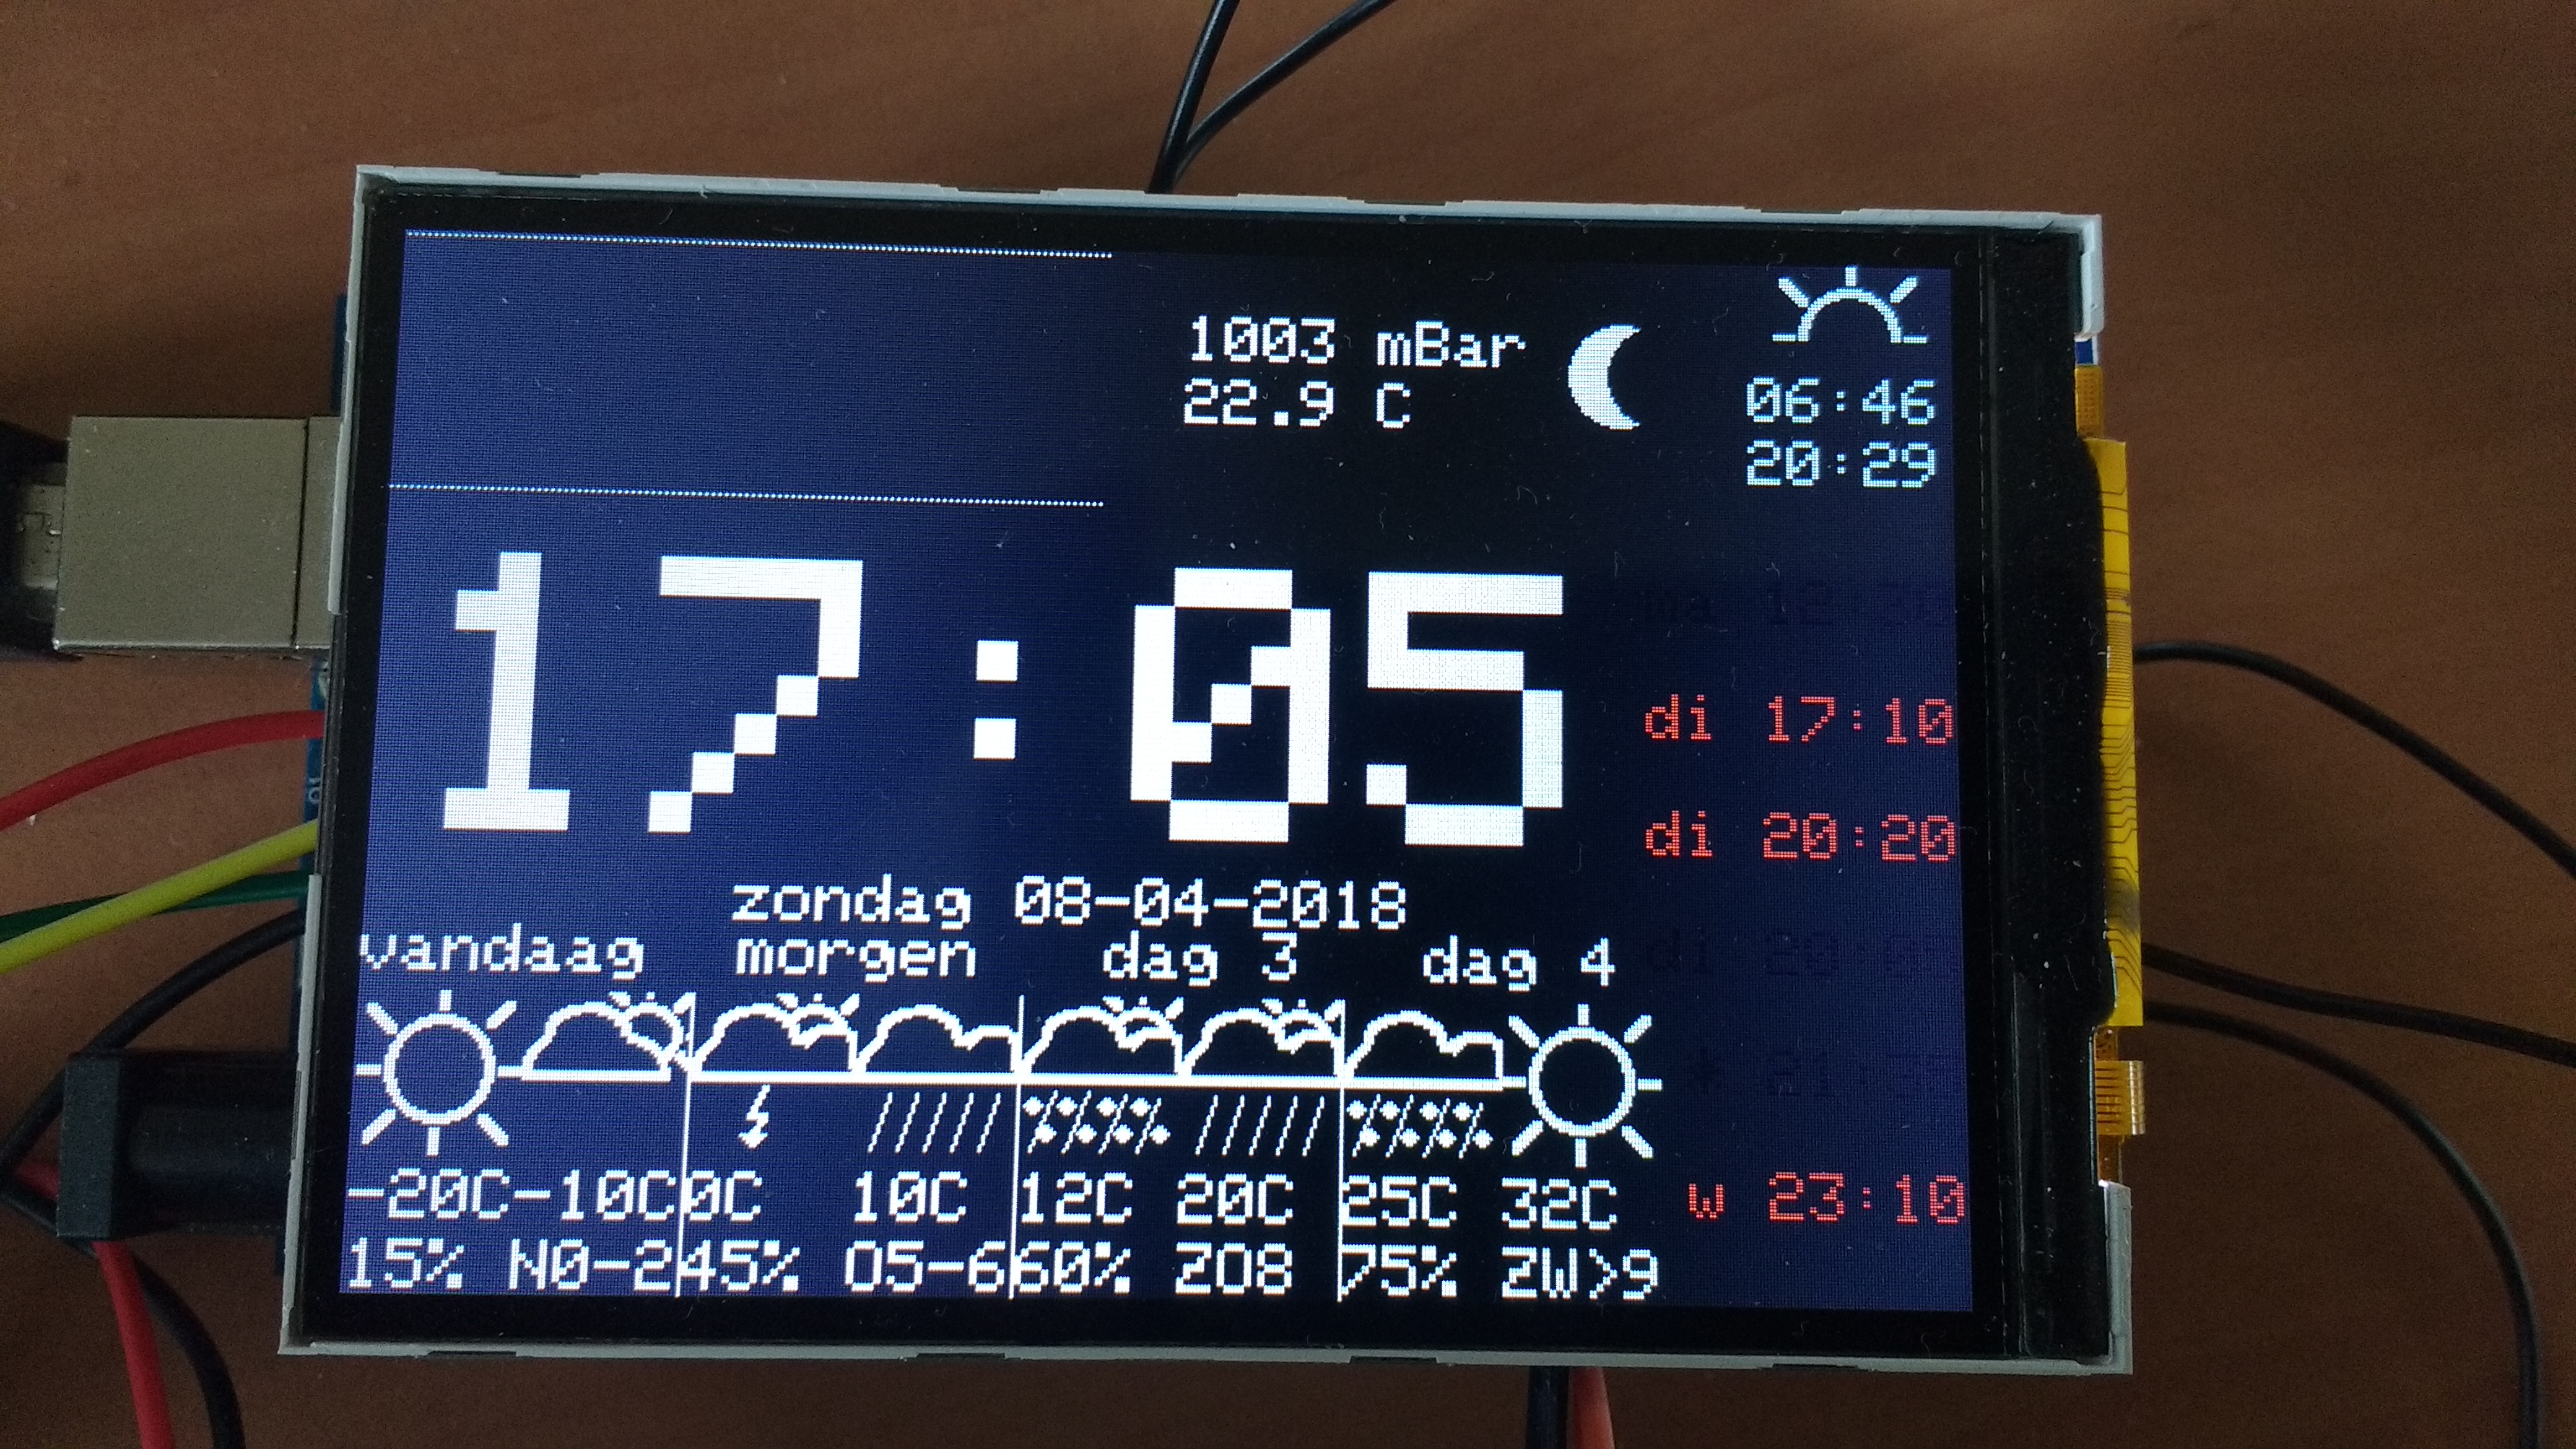 1003 mBar
22.9 C
06:46
20:29
17:05
di 17:10
di 20:20
zondag 08-04-2018
vandaag morgen dag 3 dag 4
-20C-10C0C 10C 12C 20C 25C 32C
w 23:10
15% N0-245% O5-660% ZO8 75% ZW>9